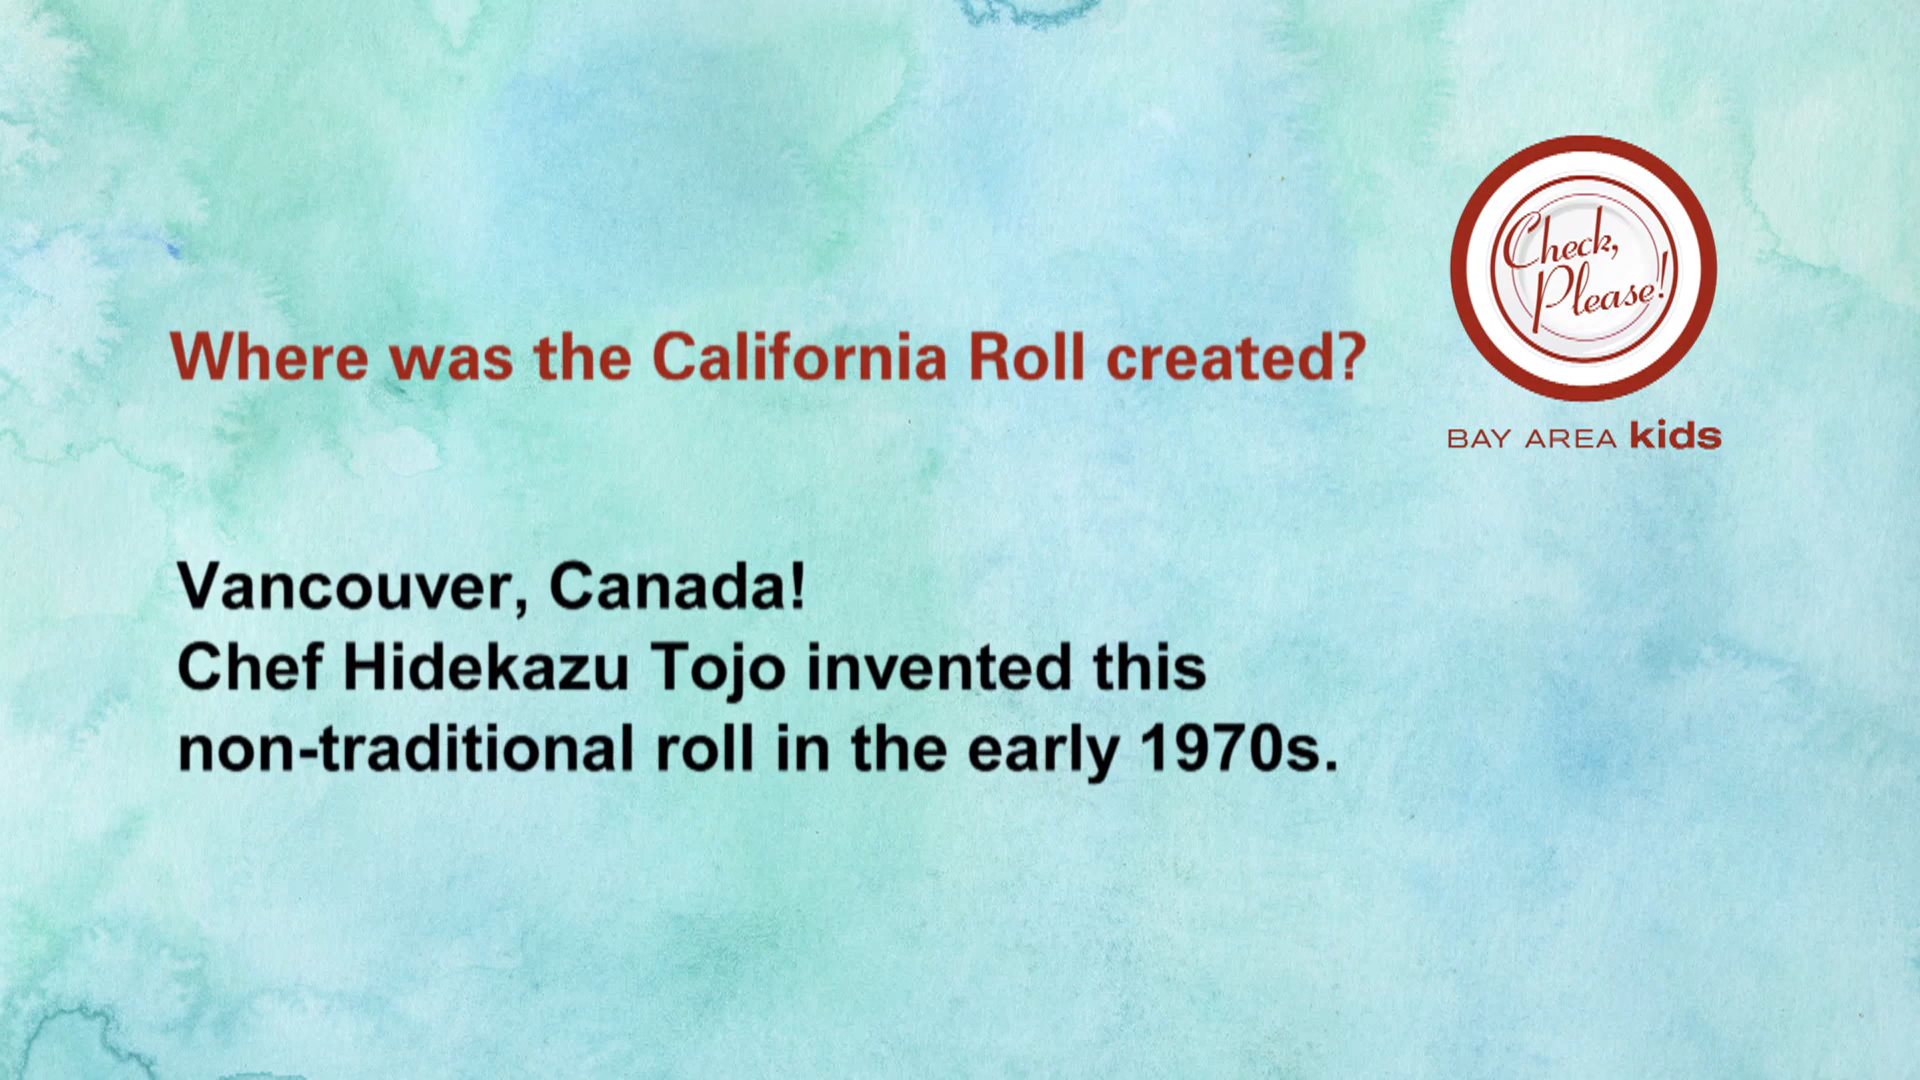 Where was the California Roll created?
Check,
Please!
BAY AREA kids
Vancouver, Canada!
Chef Hidekazu Tojo invented this
non-traditional roll in the early 1970s.